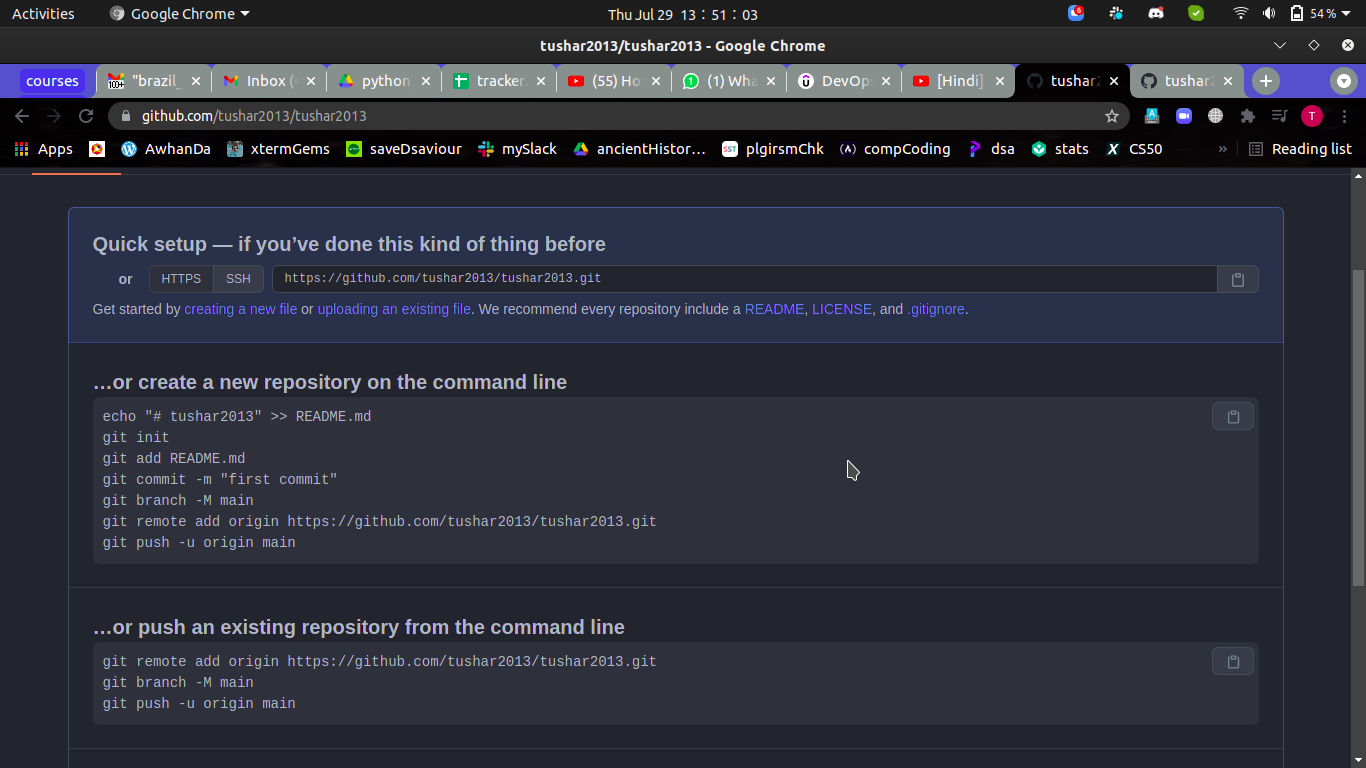 Activities
Google Chrome
Thu Jul 29 13:51:03
54 %
tushar2013/tushar2013 - Google Chrome
courses
"brazil_
Inbox (
python
tracker.
(55) Ho
(1) Wha
DevOp
[Hindi]
tushar
tushar
github.com/tushar2013/tushar2013
T
Apps
AwhanDa
xtermGems
saveDsaviour
mySlack
ancientHistor…
SST
plgirsmChk
compCoding
dsa
stats
X
CS50
»
Reading list
Quick setup — if you’ve done this kind of thing before
or
HTTPS
SSH
https://github.com/tushar2013/tushar2013.git
Get started by creating a new file or uploading an existing file. We recommend every repository include a README, LICENSE, and .gitignore.
…or create a new repository on the command line
echo "# tushar2013" >> README.md
git init
git add README.md
git commit -m "first commit"
git branch -M main
git remote add origin https://github.com/tushar2013/tushar2013.git
git push -u origin main
…or push an existing repository from the command line
git remote add origin https://github.com/tushar2013/tushar2013.git
git branch -M main
git push -u origin main